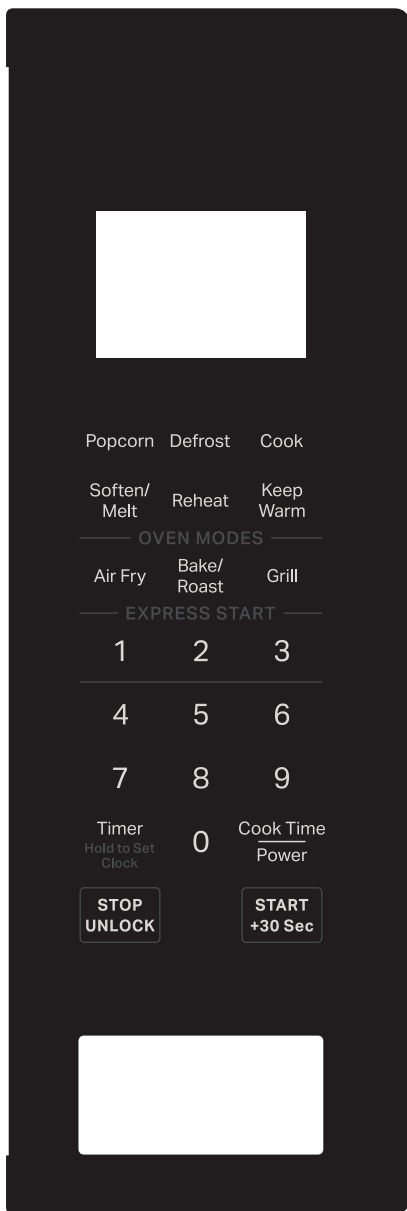 Popcorn Defrost Cook
Soften/ Melt Reheat Keep Warm
OVEN MODES
Air Fry Bake/ Roast Grill
EXPRESS START
1 2 3
4 5 6
7 8 9
Timer Hold to Set Clock 0 Cook Time Power
STOP UNLOCK START +30 Sec